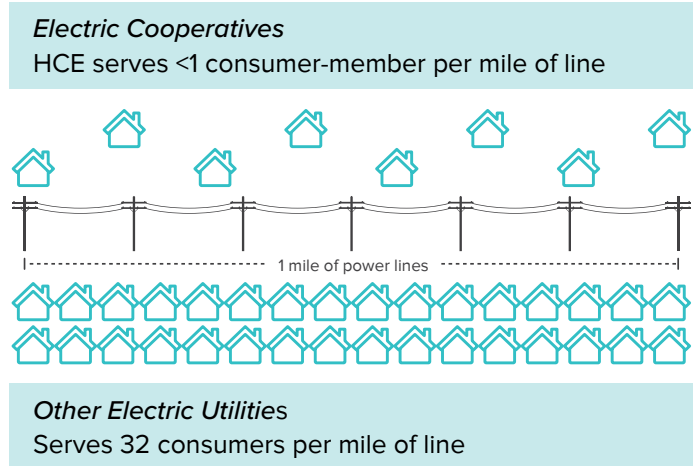 Electric Cooperatives
HCE serves <1 consumer-member per mile of line
1 mile of power lines
Other Electric Utilities
Serves 32 consumers per mile of line